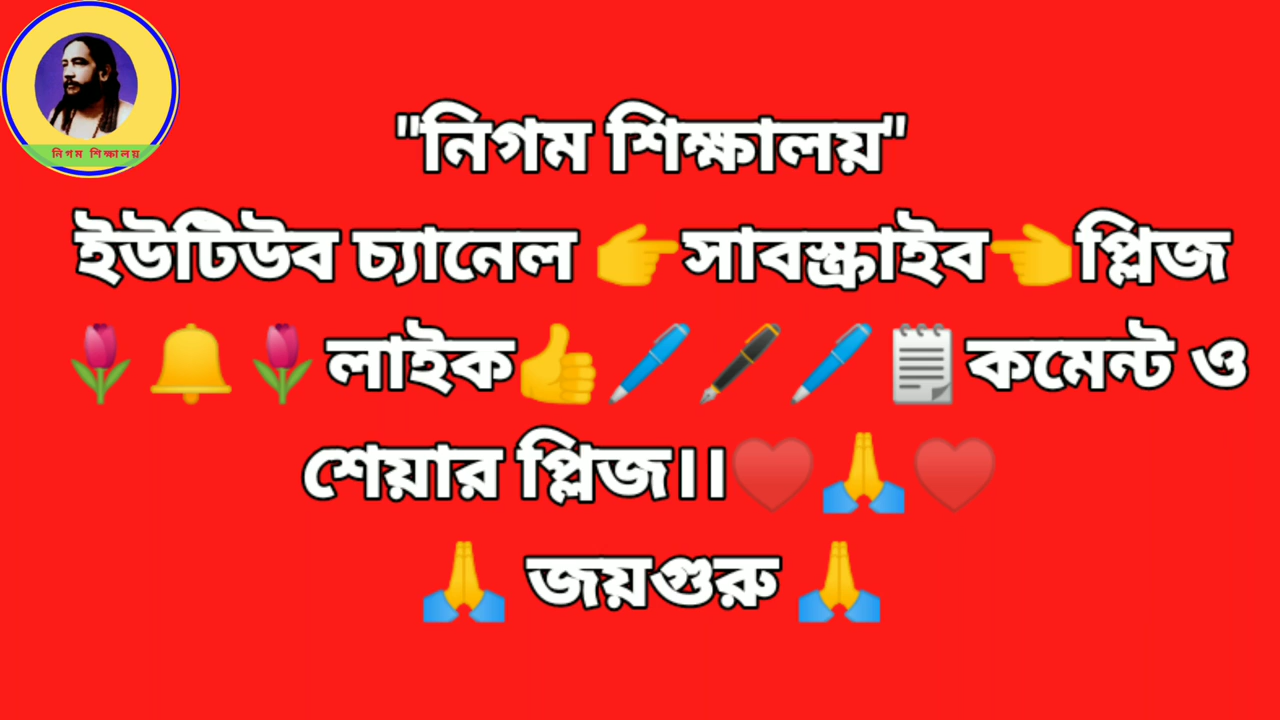 নিগম শিক্ষালয়
"নিগম শিক্ষালয়"
ইউটিউব চ্যানেল 👉সাবস্ক্রাইব👈প্লিজ
🌷🔔🌷লাইক👍🖊️🖋️🖊️🗒️কমেন্ট ও
শেয়ার প্লিজ।।♥️🙏♥️
🙏 জয়গুরু 🙏